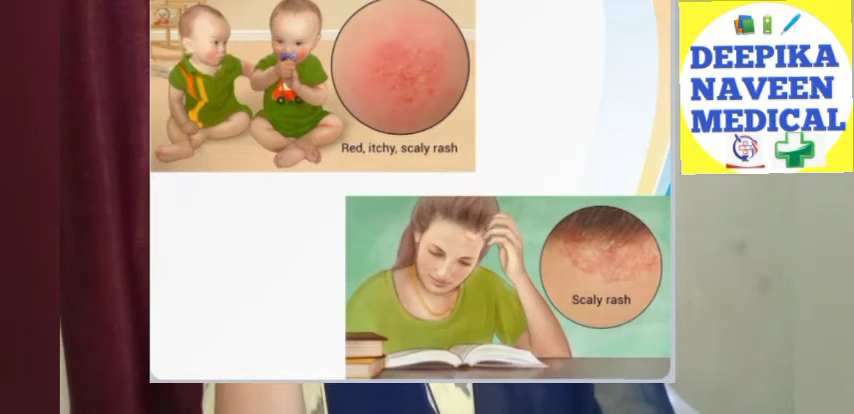 Red, itchy, scaly rash
Scaly rash
DEEPIKA
NAVEEN
MEDICAL